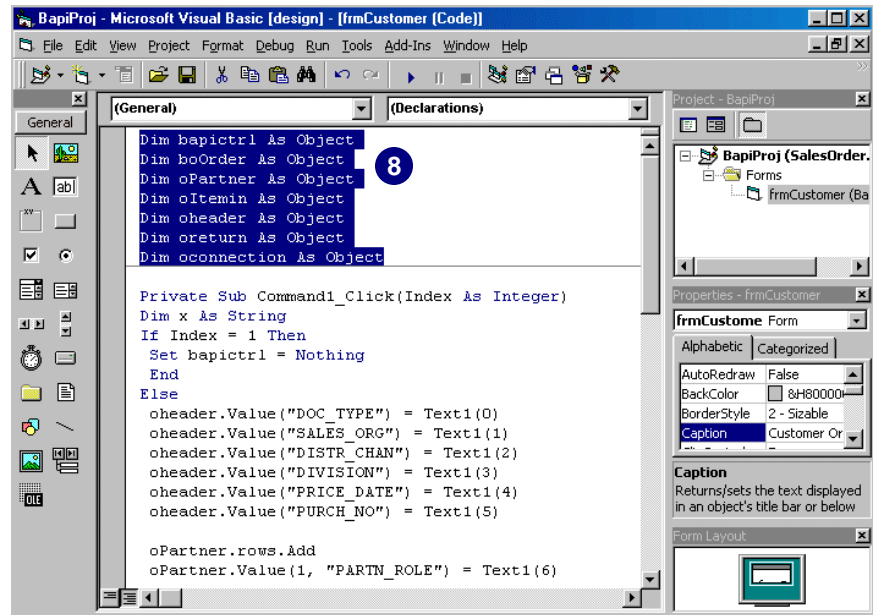 BapiProj - Microsoft Visual Basic [design] - [frmCustomer (Code)]
File Edit View Project Format Debug Run Tools Add-Ins Window Help
General
A ab|
XY
OLE
(General) (Declarations)
Dim bapictrl As Object
Dim boOrder As Object
Dim oPartner As Object
Dim oItemin As Object
Dim oheader As Object
Dim oreturn As Object
Dim oconnection As Object
8
Private Sub Command1_Click(Index As Integer)
Dim x As String
If Index = 1 Then
Set bapictrl = Nothing
End
Else
oheader.Value("DOC_TYPE") = Text1(0)
oheader.Value("SALES_ORG") = Text1(1)
oheader.Value("DISTR_CHAN") = Text1(2)
oheader.Value("DIVISION") = Text1(3)
oheader.Value("PRICE_DATE") = Text1(4)
oheader.Value("PURCH_NO") = Text1(5)
oPartner.rows.Add
oPartner.Value(1, "PARTN_ROLE") = Text1(6)
Project - BapiProj
BapiProj (SalesOrder.
Forms
frmCustomer (Ba
Properties - frmCustomer
frmCustome Form
Alphabetic Categorized
AutoRedraw False
BackColor &H80000
BorderStyle 2 - Sizable
Caption Customer Or
Caption
Returns/sets the text displayed
in an object's title bar or below
Form Layout